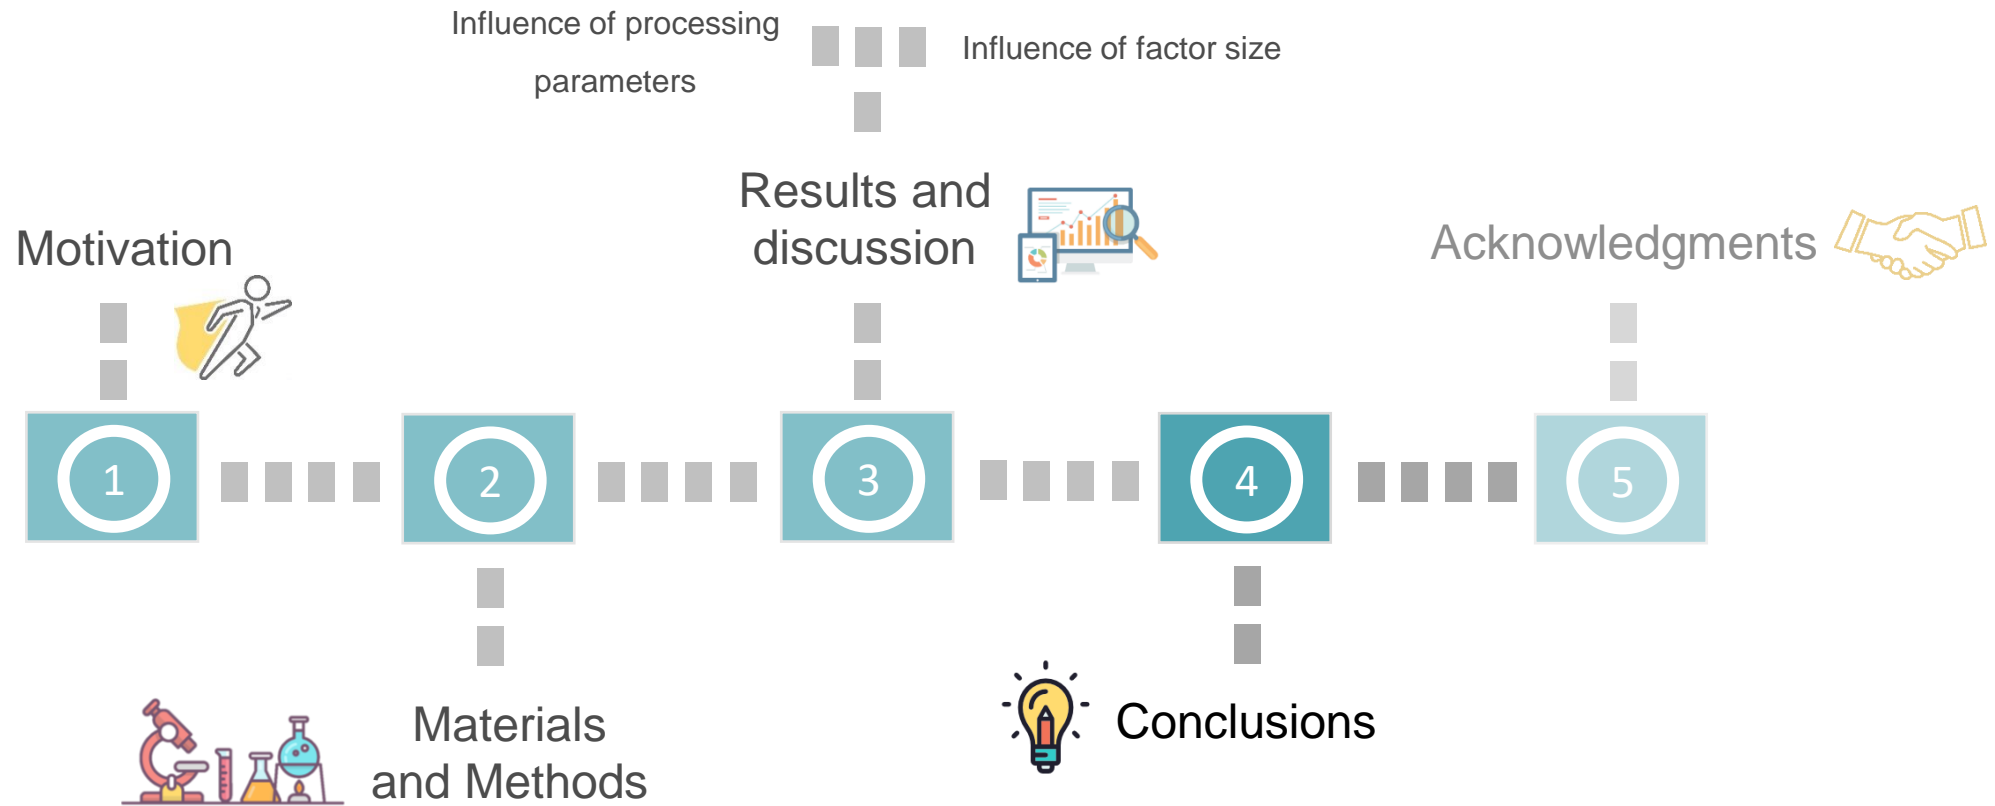 Influence of processing
parameters
Influence of factor size
Results and
discussion
Motivation
Acknowledgments
1
2
3
4
5
Materials
and Methods
Conclusions